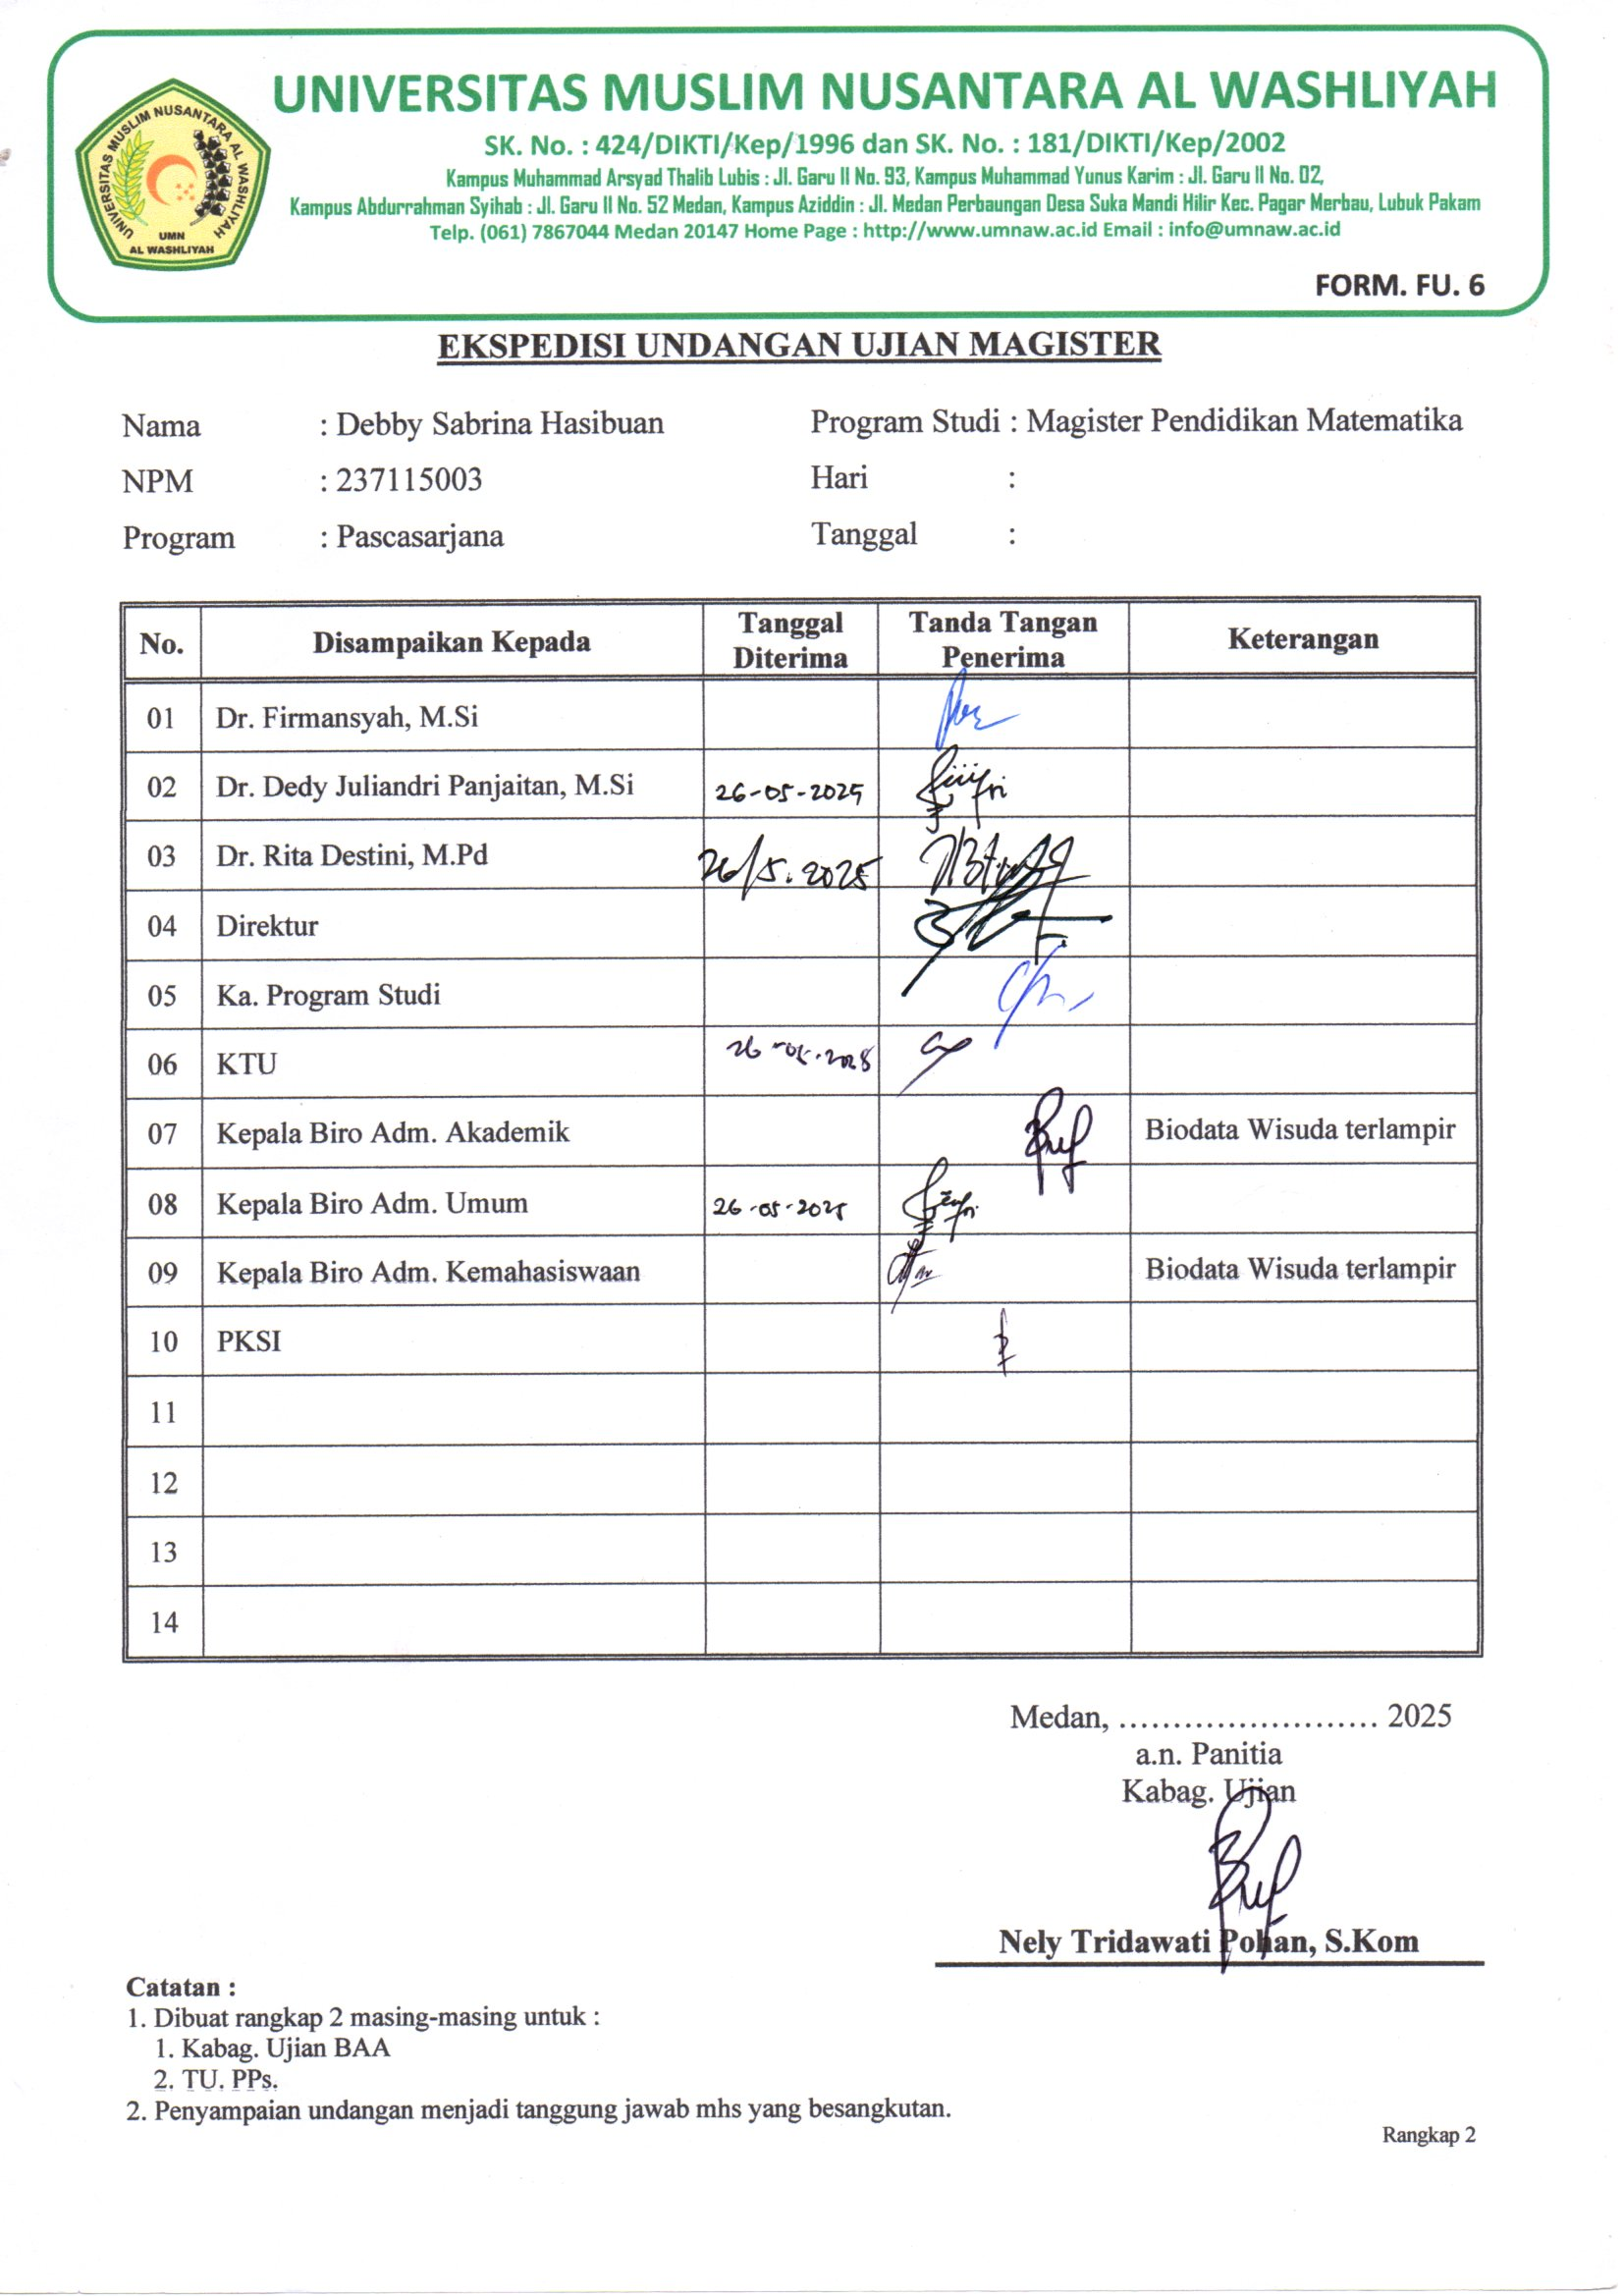 UNIVERSITAS MUSLIM NUSANTARA AL WASHLIYAH
UMN
AL WASHLIYAH
UNIVERSITAS MUSLIM NUSANTARA AL WASHLIYAH
SK. No. : 424/DIKTI/Kep/1996 dan SK. No. : 181/DIKTI/Kep/2002
Kampus Muhammad Arsyad Thalib Lubis : Jl. Garu II No. 93, Kampus Muhammad Yunus Karim : Jl. Garu II No. 02,
Kampus Abdurrahman Syihab : Jl. Garu II No. 52 Medan, Kampus Aziddin : Jl. Medan Perbaungan Desa Suka Mandi Hilir Kec. Pagar Merbau, Lubuk Pakam
Telp. (061) 7867044 Medan 20147 Home Page : http://www.umnaw.ac.id Email : info@umnaw.ac.id
FORM. FU. 6
EKSPEDISI UNDANGAN UJIAN MAGISTER
Nama : Debby Sabrina Hasibuan Program Studi : Magister Pendidikan Matematika
NPM : 237115003 Hari :
Program : Pascasarjana Tanggal :
No. Disampaikan Kepada Tanggal Diterima Tanda Tangan Penerima Keterangan
01 Dr. Firmansyah, M.Si
02 Dr. Dedy Juliandri Panjaitan, M.Si 26-05-2025
03 Dr. Rita Destini, M.Pd 26/5.2025
04 Direktur
05 Ka. Program Studi
06 KTU
07 Kepala Biro Adm. Akademik Biodata Wisuda terlampir
08 Kepala Biro Adm. Umum 26-05-2025
09 Kepala Biro Adm. Kemahasiswaan Biodata Wisuda terlampir
10 PKSI
11
12
13
14
Medan, ............................ 2025
a.n. Panitia
Kabag. Ujian
Nely Tridawati Pohan, S.Kom
Catatan :
1. Dibuat rangkap 2 masing-masing untuk :
1. Kabag. Ujian BAA
2. TU. PPs.
2. Penyampaian undangan menjadi tanggung jawab mhs yang besangkutan.
Rangkap 2